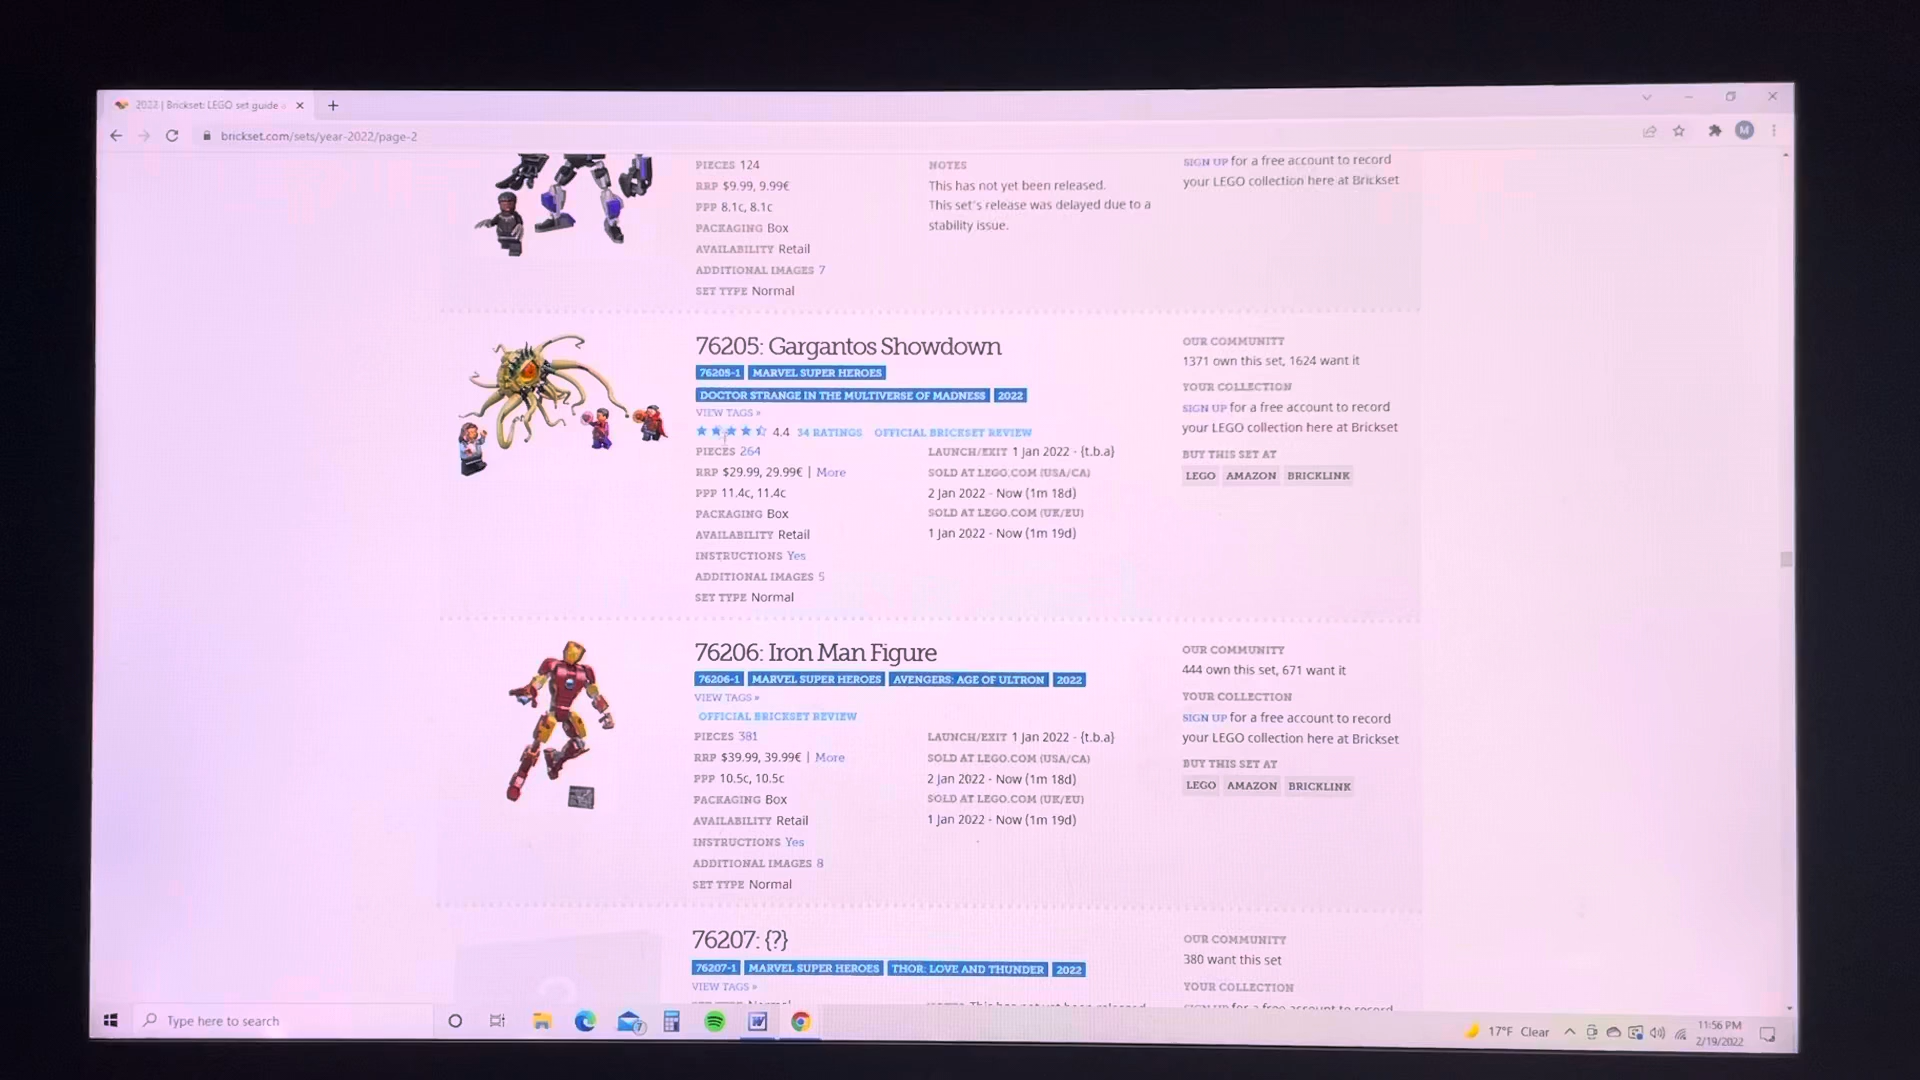 2022 | Brickset: LEGO set guide
brickset.com/sets/year-2022/page-2
M
PIECES 124
RRP $9.99, 9.99€
PPP 8.1c, 8.1c
PACKAGING Box
AVAILABILITY Retail
ADDITIONAL IMAGES 7
SET TYPE Normal
NOTES
This has not yet been released.
This set's release was delayed due to a
stability issue.
SIGN UP for a free account to record
your LEGO collection here at Brickset
76205: Gargantos Showdown
76205-1 MARVEL SUPER HEROES
DOCTOR STRANGE IN THE MULTIVERSE OF MADNESS 2022
VIEW TAGS »
4.4 34 RATINGS OFFICIAL BRICKSET REVIEW
PIECES 264
RRP $29.99, 29.99€ | More
PPP 11.4c, 11.4c
PACKAGING Box
AVAILABILITY Retail
INSTRUCTIONS Yes
ADDITIONAL IMAGES 5
SET TYPE Normal
LAUNCH/EXIT 1 Jan 2022 - {t.b.a}
SOLD AT LEGO.COM (USA/CA)
2 Jan 2022 - Now (1m 18d)
SOLD AT LEGO.COM (UK/EU)
1 Jan 2022 - Now (1m 19d)
OUR COMMUNITY
1371 own this set, 1624 want it
YOUR COLLECTION
SIGN UP for a free account to record
your LEGO collection here at Brickset
BUY THIS SET AT
LEGO AMAZON BRICKLINK
76206: Iron Man Figure
76206-1 MARVEL SUPER HEROES AVENGERS: AGE OF ULTRON 2022
VIEW TAGS »
OFFICIAL BRICKSET REVIEW
PIECES 381
RRP $39.99, 39.99€ | More
PPP 10.5c, 10.5c
PACKAGING Box
AVAILABILITY Retail
INSTRUCTIONS Yes
ADDITIONAL IMAGES 8
SET TYPE Normal
LAUNCH/EXIT 1 Jan 2022 - {t.b.a}
SOLD AT LEGO.COM (USA/CA)
2 Jan 2022 - Now (1m 18d)
SOLD AT LEGO.COM (UK/EU)
1 Jan 2022 - Now (1m 19d)
OUR COMMUNITY
444 own this set, 671 want it
YOUR COLLECTION
SIGN UP for a free account to record
your LEGO collection here at Brickset
BUY THIS SET AT
LEGO AMAZON BRICKLINK
76207: {?}
76207-1 MARVEL SUPER HEROES THOR: LOVE AND THUNDER 2022
VIEW TAGS »
OUR COMMUNITY
380 want this set
YOUR COLLECTION
Type here to search
7
17°F Clear
11:56 PM
2/19/2022